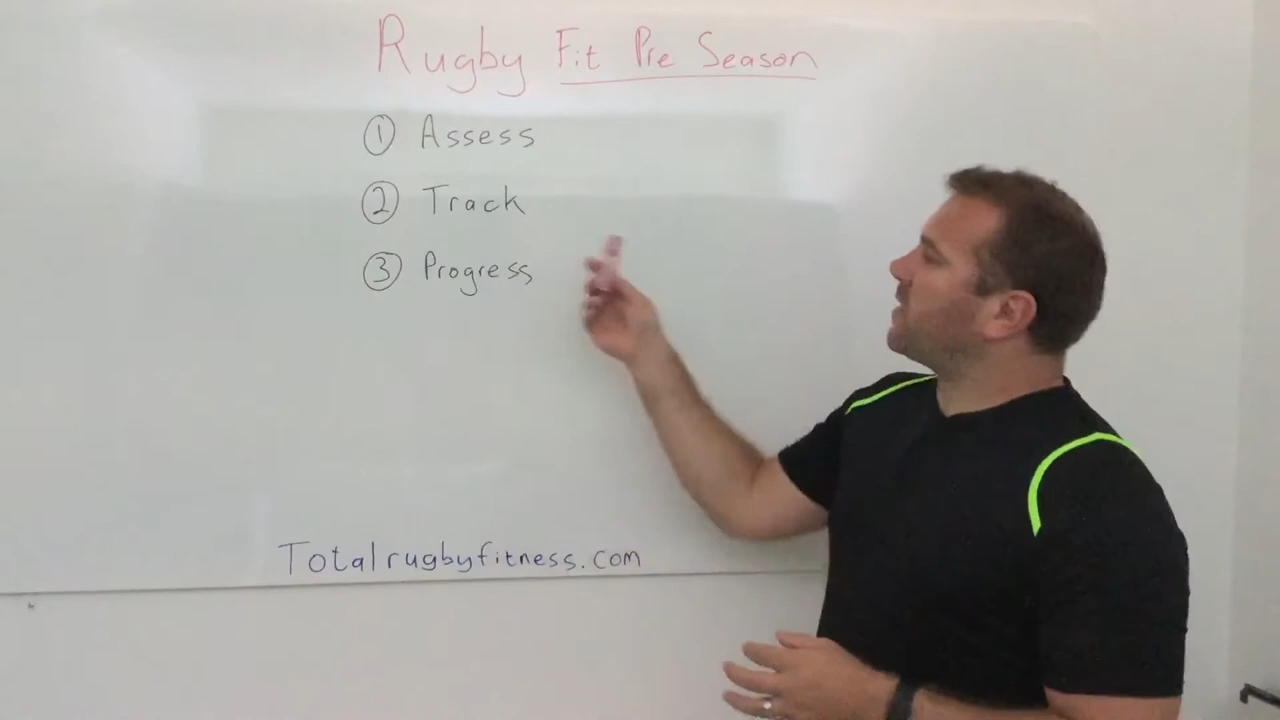 Rugby Fit Pre Season
① Assess
② Track
③ Progress
Totalrugbyfitness.com